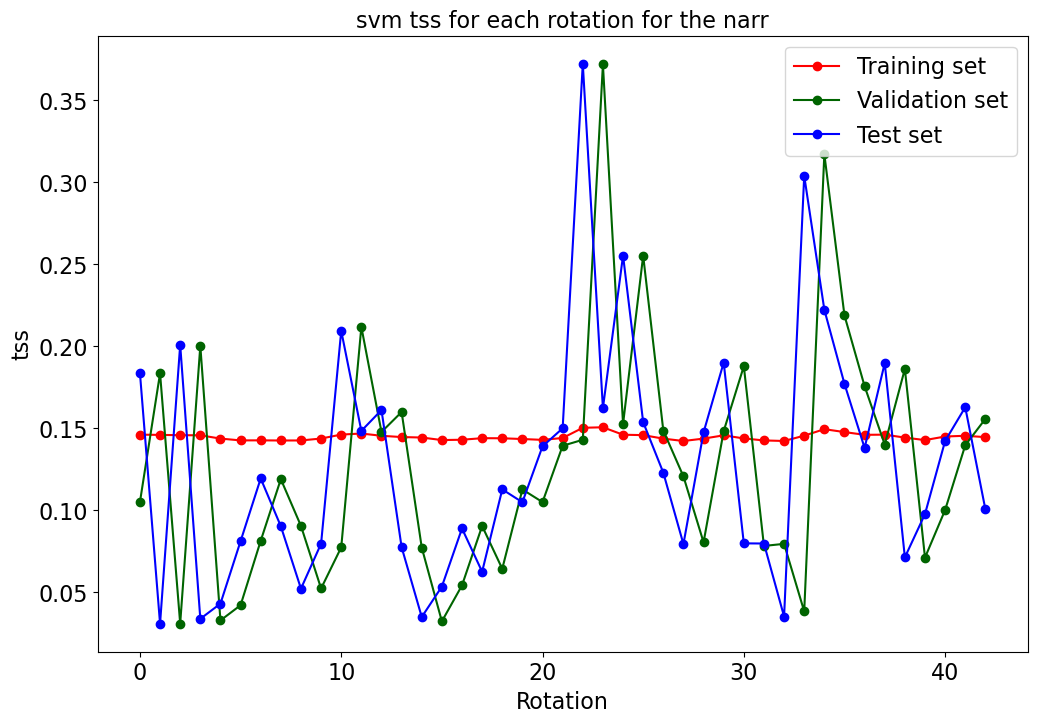 svm tss for each rotation for the narr
Training set
Validation set
Test set
0.35
0.30
0.25
0.20
0.15
0.10
0.05
tss
0
10
20
30
40
Rotation